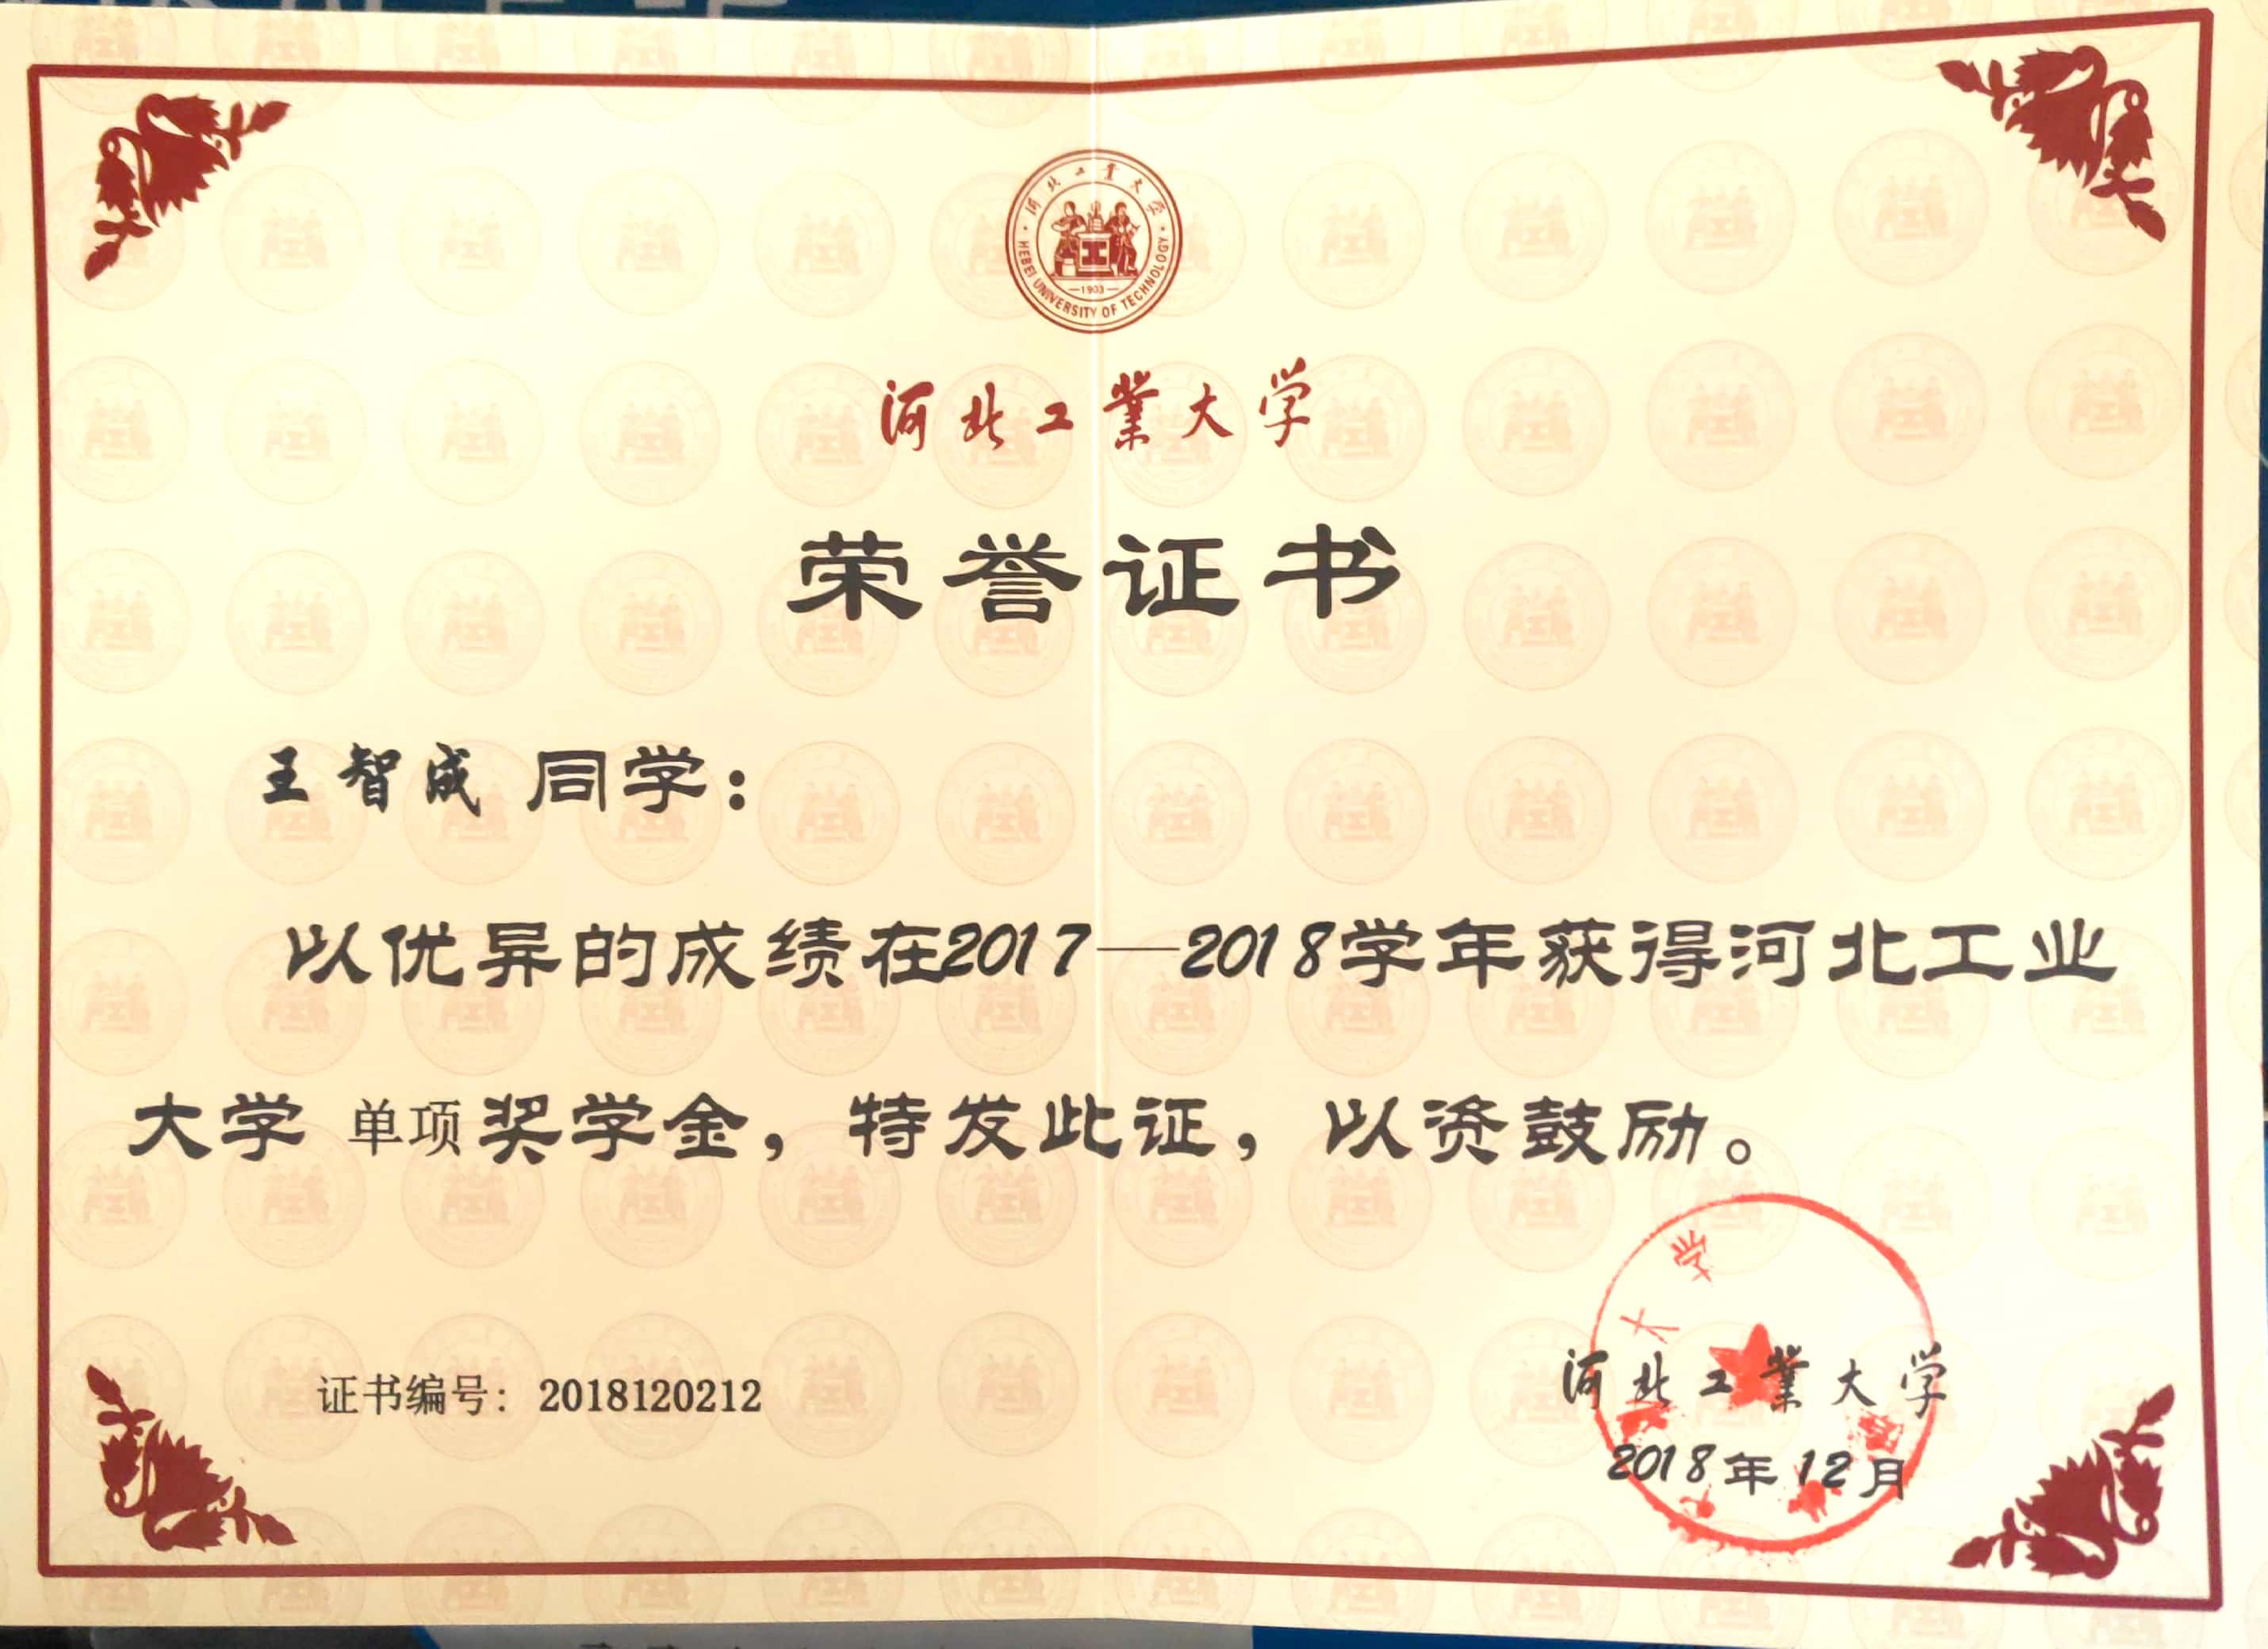 河北工業大学
HEBEI UNIVERSITY OF TECHNOLOGY
1903
河北工業大学
荣誉证书
王智成 同学：
以优异的成绩在2017—2018学年获得河北工业
大学 单项奖学金，特发此证，以资鼓励。
证书编号：2018120212
河北工業大学
2018年12月
大学